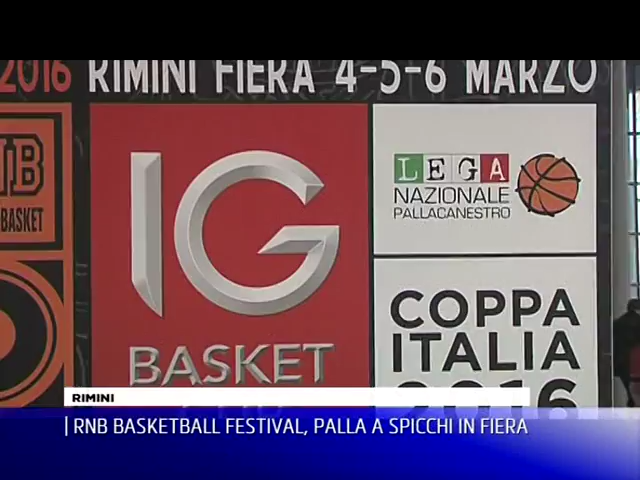 2016 RIMINI FIERA 4-5-6 MARZO
BASKET
IG
BASKET
LEGA
NAZIONALE
PALLACANESTRO
COPPA
ITALIA
2016
RIMINI
RNB BASKETBALL FESTIVAL, PALLA A SPICCHI IN FIERA